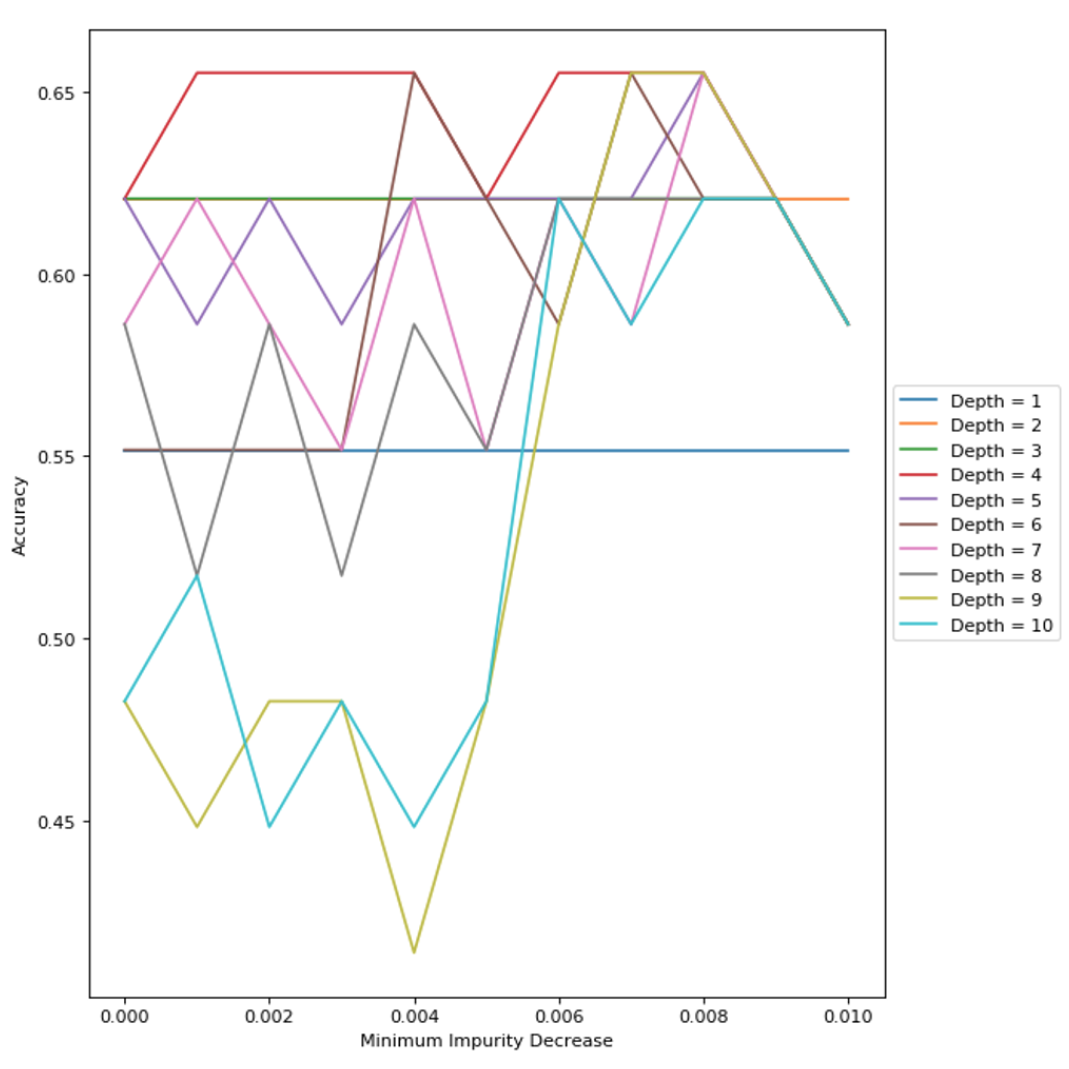 0.65
0.60
0.55
0.50
0.45
Accuracy
0.000 0.002 0.004 0.006 0.008 0.010
Minimum Impurity Decrease
Depth = 1
Depth = 2
Depth = 3
Depth = 4
Depth = 5
Depth = 6
Depth = 7
Depth = 8
Depth = 9
Depth = 10